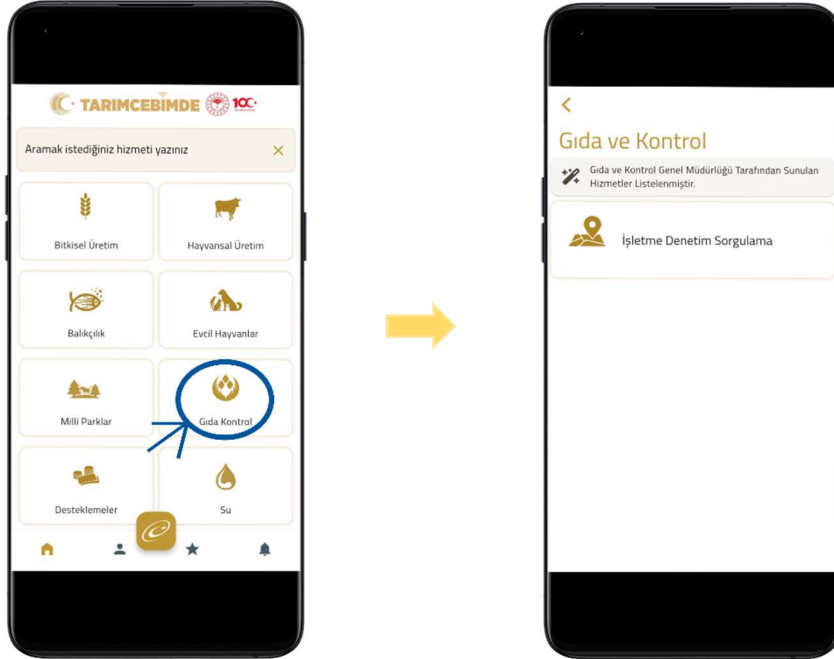 TARIMCEBİMDE
Aramak istediğiniz hizmeti yazınız
Bitkisel Üretim
Hayvansal Üretim
Balıkçılık
Evcil Hayvanlar
Milli Parklar
Gıda Kontrol
Desteklemeler
Su
Gıda ve Kontrol
Gıda ve Kontrol Genel Müdürlüğü Tarafından Sunulan
Hizmetler Listelenmiştir.
İşletme Denetim Sorgulama